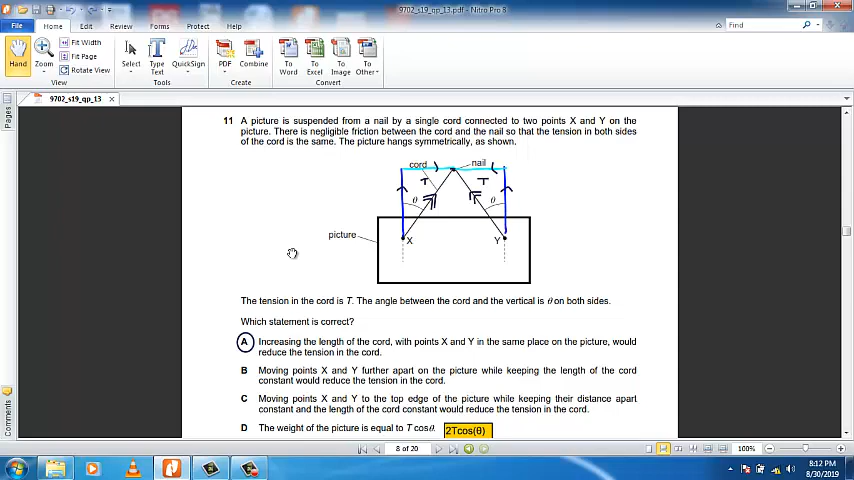 9702_s19_qp_13.pdf - Nitro Pro 8
File
Home
Edit
Review
Forms
Protect
Help
Find
Hand
Zoom
Fit Width
Fit Page
Rotate View
View
Select
Type Text
QuickSign
Tools
PDF
Combine
Create
To Word
To Excel
To Image
To Other
Convert
9702_s19_qp_13
Pages
Comments
11 A picture is suspended from a nail by a single cord connected to two points X and Y on the
picture. There is negligible friction between the cord and the nail so that the tension in both sides
of the cord is the same. The picture hangs symmetrically, as shown.
cord
nail
T
T
θ
θ
picture
X
Y
The tension in the cord is T. The angle between the cord and the vertical is θ on both sides.
Which statement is correct?
A Increasing the length of the cord, with points X and Y in the same place on the picture, would
reduce the tension in the cord.
B Moving points X and Y further apart on the picture while keeping the length of the cord
constant would reduce the tension in the cord.
C Moving points X and Y to the top edge of the picture while keeping their distance apart
constant and the length of the cord constant would reduce the tension in the cord.
D The weight of the picture is equal to T cosθ. 2Tcos(θ)
8 of 20
100%
8:12 PM
8/30/2019